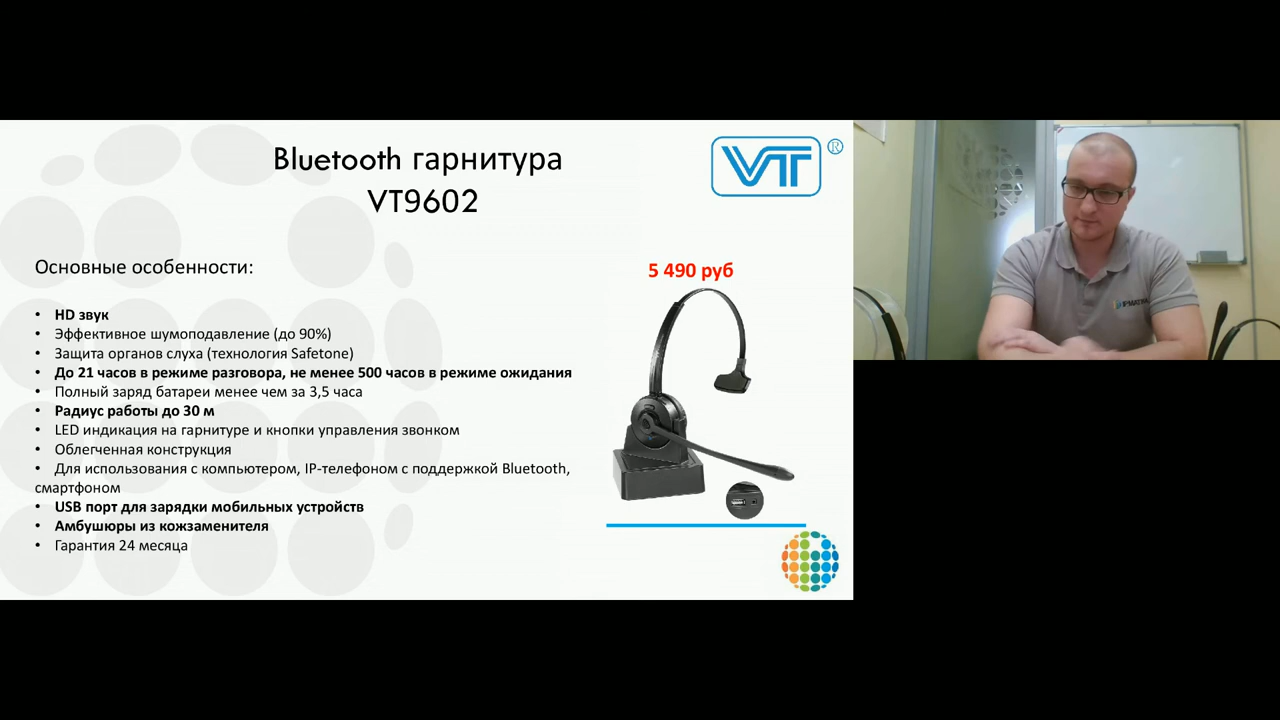 Bluetooth гарнитура
VT9602
VT ®
Основные особенности:
5 490 руб
• HD звук
• Эффективное шумоподавление (до 90%)
• Защита органов слуха (технология Safetone)
• До 21 часов в режиме разговора, не менее 500 часов в режиме ожидания
• Полный заряд батареи менее чем за 3,5 часа
• Радиус работы до 30 м
• LED индикация на гарнитуре и кнопки управления звонком
• Облегченная конструкция
• Для использования с компьютером, IP-телефоном с поддержкой Bluetooth,
смартфоном
• USB порт для зарядки мобильных устройств
• Амбушюры из кожзаменителя
• Гарантия 24 месяца